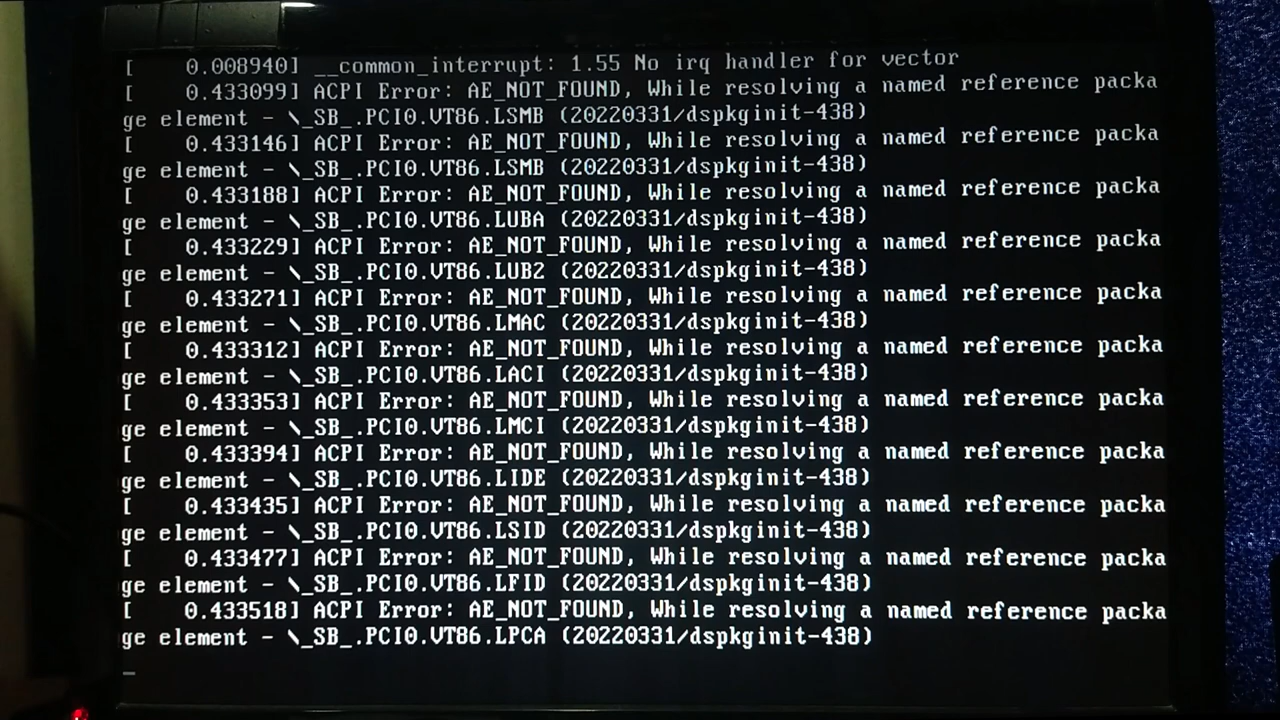 [    0.008940] __common_interrupt: 1.55 No irq handler for vector
[    0.433099] ACPI Error: AE_NOT_FOUND, While resolving a named reference packa
ge element - \_SB_.PCI0.VT86.LSMB (20220331/dspkginit-438)
[    0.433146] ACPI Error: AE_NOT_FOUND, While resolving a named reference packa
ge element - \_SB_.PCI0.VT86.LSMB (20220331/dspkginit-438)
[    0.433188] ACPI Error: AE_NOT_FOUND, While resolving a named reference packa
ge element - \_SB_.PCI0.VT86.LUBA (20220331/dspkginit-438)
[    0.433229] ACPI Error: AE_NOT_FOUND, While resolving a named reference packa
ge element - \_SB_.PCI0.VT86.LUB2 (20220331/dspkginit-438)
[    0.433271] ACPI Error: AE_NOT_FOUND, While resolving a named reference packa
ge element - \_SB_.PCI0.VT86.LMAC (20220331/dspkginit-438)
[    0.433312] ACPI Error: AE_NOT_FOUND, While resolving a named reference packa
ge element - \_SB_.PCI0.VT86.LACI (20220331/dspkginit-438)
[    0.433353] ACPI Error: AE_NOT_FOUND, While resolving a named reference packa
ge element - \_SB_.PCI0.VT86.LMCI (20220331/dspkginit-438)
[    0.433394] ACPI Error: AE_NOT_FOUND, While resolving a named reference packa
ge element - \_SB_.PCI0.VT86.LIDE (20220331/dspkginit-438)
[    0.433435] ACPI Error: AE_NOT_FOUND, While resolving a named reference packa
ge element - \_SB_.PCI0.VT86.LSID (20220331/dspkginit-438)
[    0.433477] ACPI Error: AE_NOT_FOUND, While resolving a named reference packa
ge element - \_SB_.PCI0.VT86.LFID (20220331/dspkginit-438)
[    0.433518] ACPI Error: AE_NOT_FOUND, While resolving a named reference packa
ge element - \_SB_.PCI0.VT86.LPCA (20220331/dspkginit-438)